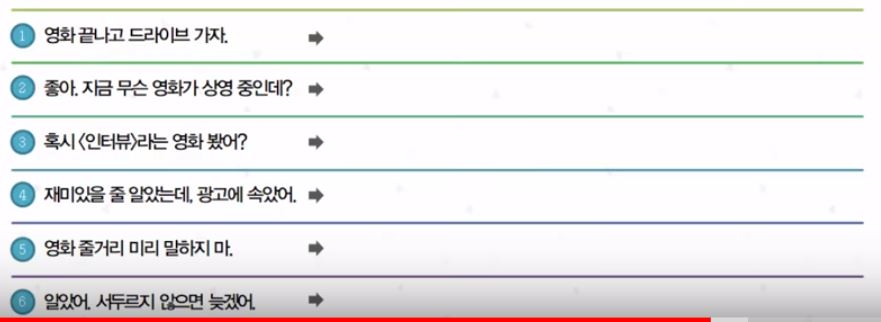 1 영화 끝나고 드라이브 가자. ➡
2 좋아. 지금 무슨 영화가 상영 중인데? ➡
3 혹시 〈인터뷰〉라는 영화 봤어? ➡
4 재미있을 줄 알았는데, 광고에 속았어. ➡
5 영화 줄거리 미리 말하지 마. ➡
6 알았어. 서두르지 않으면 늦겠어. ➡